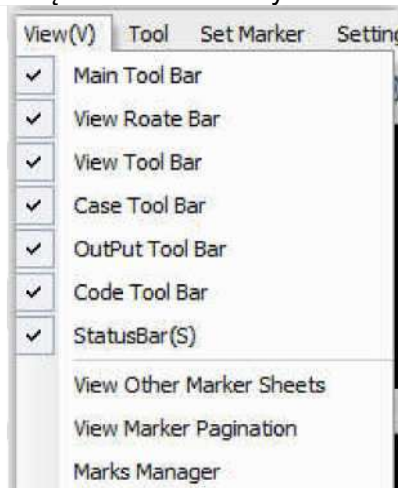 View(V) Tool Set Marker Setting
Main Tool Bar
View Roate Bar
View Tool Bar
Case Tool Bar
OutPut Tool Bar
Code Tool Bar
StatusBar(S)
View Other Marker Sheets
View Marker Pagination
Marks Manager